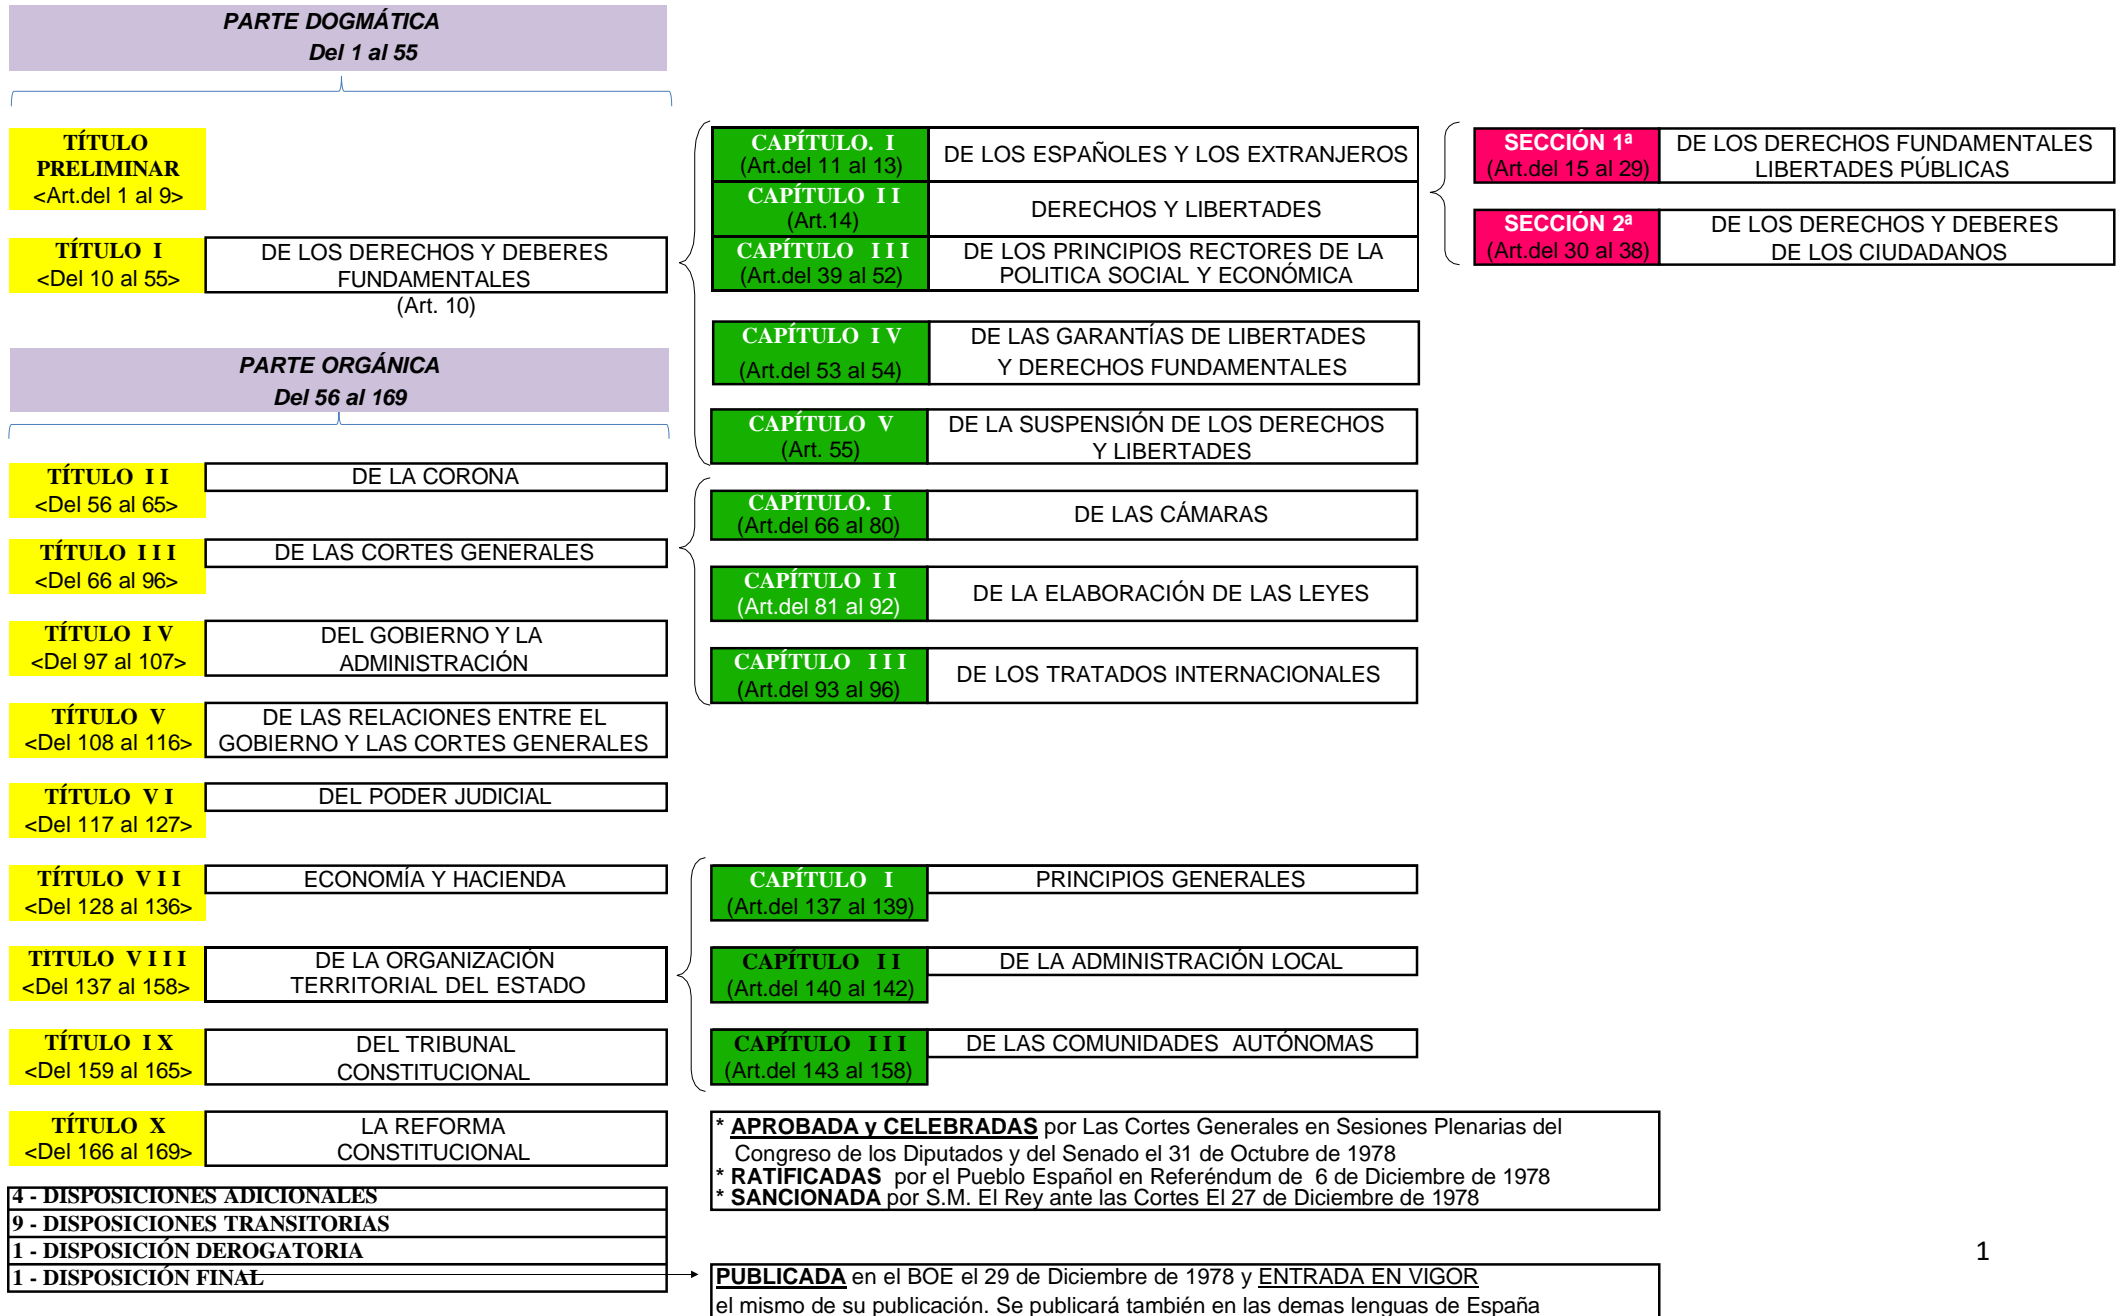 PARTE DOGMÁTICA
Del 1 al 55
TÍTULO
PRELIMINAR
<Art.del 1 al 9>
TÍTULO I
<Del 10 al 55>
DE LOS DERECHOS Y DEBERES
FUNDAMENTALES
(Art. 10)
CAPÍTULO. I
(Art.del 11 al 13)
DE LOS ESPAÑOLES Y LOS EXTRANJEROS
CAPÍTULO I I
(Art.14)
DERECHOS Y LIBERTADES
CAPÍTULO I I I
(Art.del 39 al 52)
DE LOS PRINCIPIOS RECTORES DE LA
POLITICA SOCIAL Y ECONÓMICA
CAPÍTULO I V
(Art.del 53 al 54)
DE LAS GARANTÍAS DE LIBERTADES
Y DERECHOS FUNDAMENTALES
CAPÍTULO V
(Art. 55)
DE LA SUSPENSIÓN DE LOS DERECHOS
Y LIBERTADES
SECCIÓN 1ª
(Art.del 15 al 29)
DE LOS DERECHOS FUNDAMENTALES
LIBERTADES PÚBLICAS
SECCIÓN 2ª
(Art.del 30 al 38)
DE LOS DERECHOS Y DEBERES
DE LOS CIUDADANOS
PARTE ORGÁNICA
Del 56 al 169
TÍTULO I I
<Del 56 al 65>
DE LA CORONA
TÍTULO I I I
<Del 66 al 96>
DE LAS CORTES GENERALES
CAPÍTULO. I
(Art.del 66 al 80)
DE LAS CÁMARAS
CAPÍTULO I I
(Art.del 81 al 92)
DE LA ELABORACIÓN DE LAS LEYES
CAPÍTULO I I I
(Art.del 93 al 96)
DE LOS TRATADOS INTERNACIONALES
TÍTULO I V
<Del 97 al 107>
DEL GOBIERNO Y LA
ADMINISTRACIÓN
TÍTULO V
<Del 108 al 116>
DE LAS RELACIONES ENTRE EL
GOBIERNO Y LAS CORTES GENERALES
TÍTULO V I
<Del 117 al 127>
DEL PODER JUDICIAL
TÍTULO V I I
<Del 128 al 136>
ECONOMÍA Y HACIENDA
TÍTULO V I I I
<Del 137 al 158>
DE LA ORGANIZACIÓN
TERRITORIAL DEL ESTADO
CAPÍTULO I
(Art.del 137 al 139)
PRINCIPIOS GENERALES
CAPÍTULO I I
(Art.del 140 al 142)
DE LA ADMINISTRACIÓN LOCAL
CAPÍTULO I I I
(Art.del 143 al 158)
DE LAS COMUNIDADES AUTÓNOMAS
TÍTULO I X
<Del 159 al 165>
DEL TRIBUNAL
CONSTITUCIONAL
TÍTULO X
<Del 166 al 169>
LA REFORMA
CONSTITUCIONAL
* APROBADA y CELEBRADAS por Las Cortes Generales en Sesiones Plenarias del
Congreso de los Diputados y del Senado el 31 de Octubre de 1978
* RATIFICADAS por el Pueblo Español en Referéndum de 6 de Diciembre de 1978
* SANCIONADA por S.M. El Rey ante las Cortes El 27 de Diciembre de 1978
4 - DISPOSICIONES ADICIONALES
9 - DISPOSICIONES TRANSITORIAS
1 - DISPOSICIÓN DEROGATORIA
1 - DISPOSICIÓN FINAL
PUBLICADA en el BOE el 29 de Diciembre de 1978 y ENTRADA EN VIGOR
el mismo de su publicación. Se publicará también en las demas lenguas de España
1